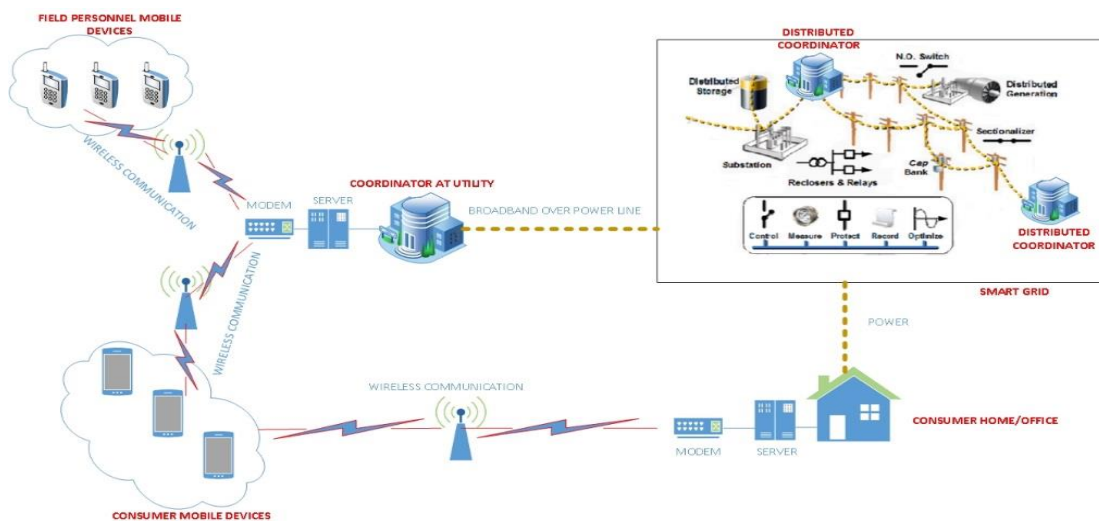 FIELD PERSONNEL MOBILE
DEVICES
WIRELESS COMMUNICATION
MODEM
SERVER
COORDINATOR AT UTILITY
BROADBAND OVER POWER LINE
DISTRIBUTED
COORDINATOR
N.O. Switch
Distributed
Storage
Distributed
Generation
Sectionalizer
Substation
Cap
Bank
Reclosers & Relays
Control
Measure
Protect
Record
Optimize
DISTRIBUTED
COORDINATOR
SMART GRID
WIRELESS COMMUNICATION
POWER
WIRELESS COMMUNICATION
MODEM
SERVER
CONSUMER HOME/OFFICE
CONSUMER MOBILE DEVICES